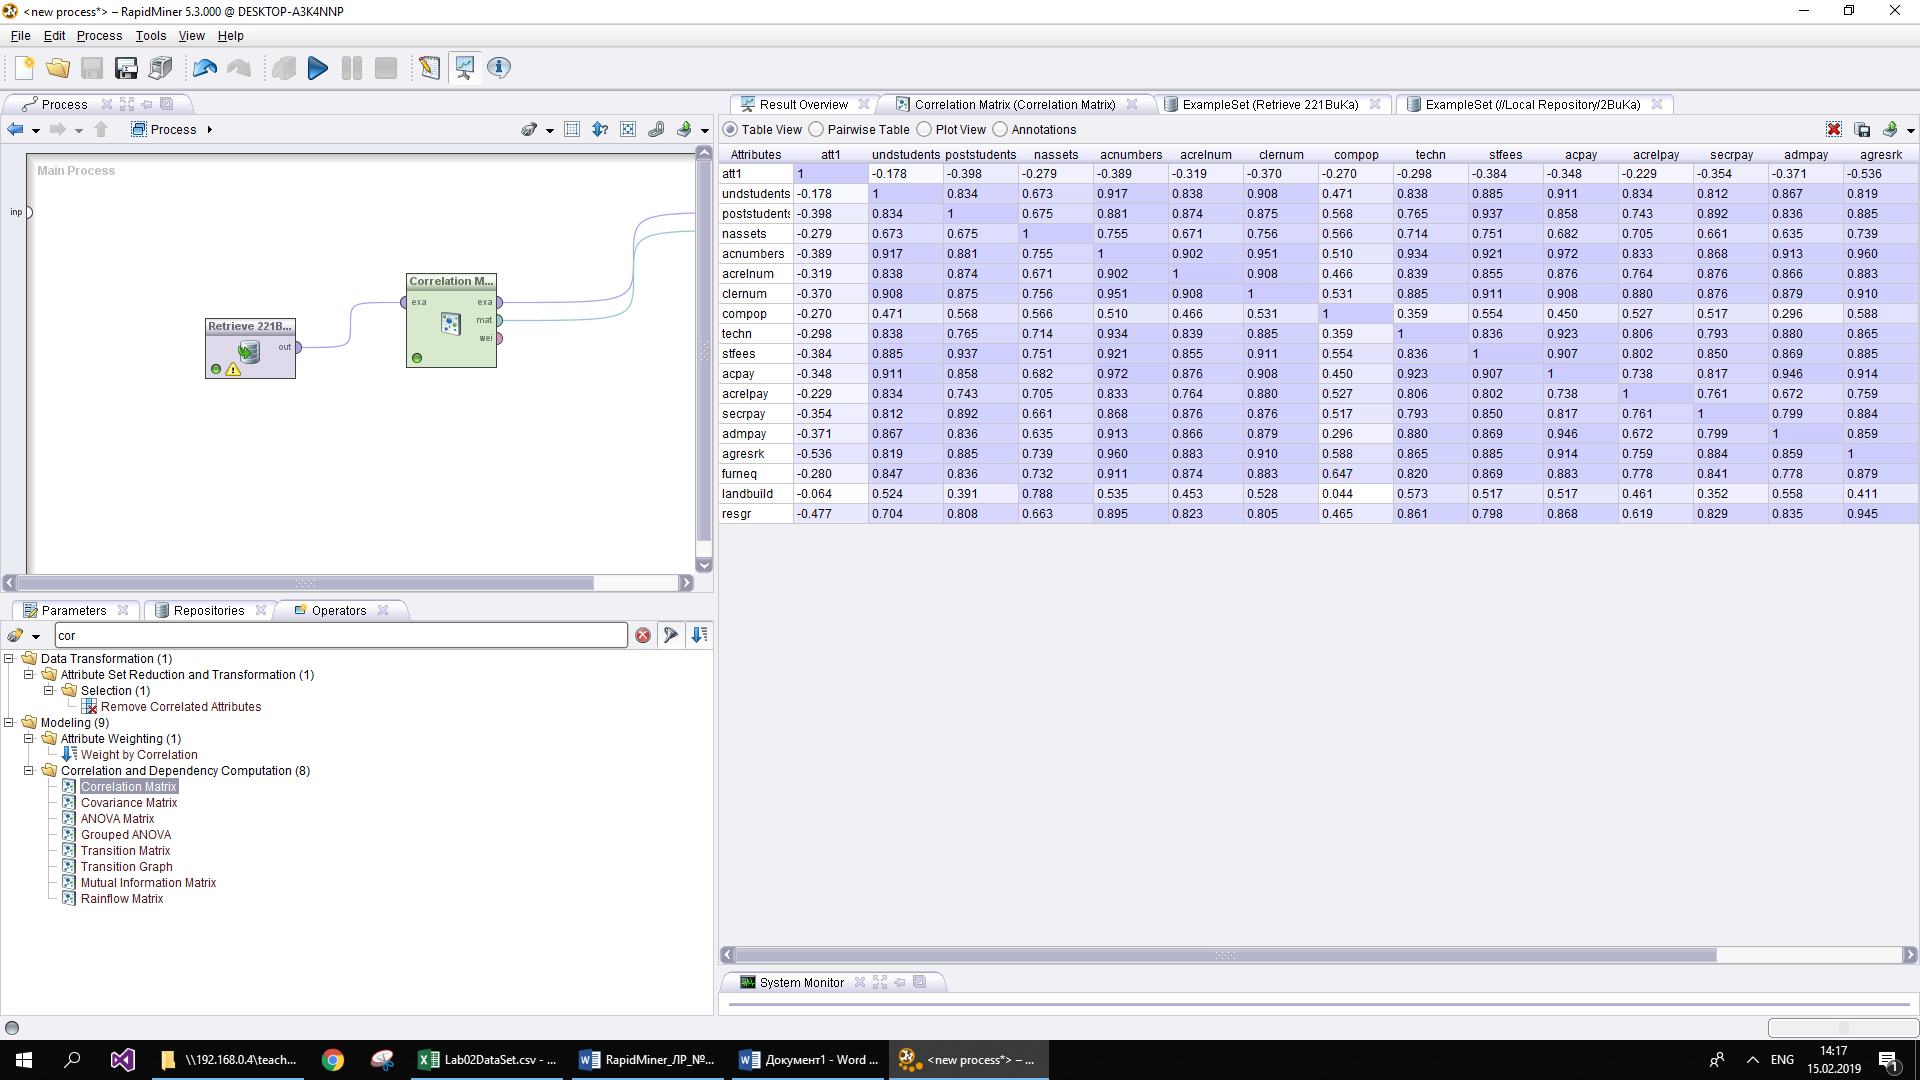 <new process*> – RapidMiner 5.3.000 @ DESKTOP-A3K4NNP
File Edit Process Tools View Help
Process
Process
Main Process
inp
Retrieve 221B...
out
Correlation M...
exa exa
mat
wei
Parameters Repositories Operators
cor
Data Transformation (1)
Attribute Set Reduction and Transformation (1)
Selection (1)
Remove Correlated Attributes
Modeling (9)
Attribute Weighting (1)
Weight by Correlation
Correlation and Dependency Computation (8)
Correlation Matrix
Covariance Matrix
ANOVA Matrix
Grouped ANOVA
Transition Matrix
Transition Graph
Mutual Information Matrix
Rainflow Matrix
Result Overview Correlation Matrix (Correlation Matrix) ExampleSet (Retrieve 221BuKa) ExampleSet (//Local Repository/2BuKa)
Table View Pairwise Table Plot View Annotations
Attributes att1 undstudents poststudents nassets acnumbers acrelnum clernum compop techn stfees acpay acrelpay secrpay admpay agresrk
att1 1 -0.178 -0.398 -0.279 -0.389 -0.319 -0.370 -0.270 -0.298 -0.384 -0.348 -0.229 -0.354 -0.371 -0.536
undstudents -0.178 1 0.834 0.673 0.917 0.838 0.908 0.471 0.838 0.885 0.911 0.834 0.812 0.867 0.819
poststudents -0.398 0.834 1 0.675 0.881 0.874 0.875 0.568 0.765 0.937 0.858 0.743 0.892 0.836 0.885
nassets -0.279 0.673 0.675 1 0.755 0.671 0.756 0.566 0.714 0.751 0.682 0.705 0.661 0.635 0.739
acnumbers -0.389 0.917 0.881 0.755 1 0.902 0.951 0.510 0.934 0.921 0.972 0.833 0.868 0.913 0.960
acrelnum -0.319 0.838 0.874 0.671 0.902 1 0.908 0.466 0.839 0.855 0.876 0.764 0.876 0.866 0.883
clernum -0.370 0.908 0.875 0.756 0.951 0.908 1 0.531 0.885 0.911 0.908 0.880 0.876 0.879 0.910
compop -0.270 0.471 0.568 0.566 0.510 0.466 0.531 1 0.359 0.554 0.450 0.527 0.517 0.296 0.588
techn -0.298 0.838 0.765 0.714 0.934 0.839 0.885 0.359 1 0.836 0.923 0.806 0.793 0.880 0.865
stfees -0.384 0.885 0.937 0.751 0.921 0.855 0.911 0.554 0.836 1 0.907 0.802 0.850 0.869 0.885
acpay -0.348 0.911 0.858 0.682 0.972 0.876 0.908 0.450 0.923 0.907 1 0.738 0.817 0.946 0.914
acrelpay -0.229 0.834 0.743 0.705 0.833 0.764 0.880 0.527 0.806 0.802 0.738 1 0.761 0.672 0.759
secrpay -0.354 0.812 0.892 0.661 0.868 0.876 0.876 0.517 0.793 0.850 0.817 0.761 1 0.799 0.884
admpay -0.371 0.867 0.836 0.635 0.913 0.866 0.879 0.296 0.880 0.869 0.946 0.672 0.799 1 0.859
agresrk -0.536 0.819 0.885 0.739 0.960 0.883 0.910 0.588 0.865 0.885 0.914 0.759 0.884 0.859 1
furneq -0.280 0.847 0.836 0.732 0.911 0.874 0.883 0.647 0.820 0.869 0.883 0.778 0.841 0.778 0.879
landbuild -0.064 0.524 0.391 0.788 0.535 0.453 0.528 0.044 0.573 0.517 0.517 0.461 0.352 0.558 0.411
resgr -0.477 0.704 0.808 0.663 0.895 0.823 0.805 0.465 0.861 0.798 0.868 0.619 0.829 0.835 0.945
System Monitor
\\192.168.0.4\teach... Lab02DataSet.csv - ... RapidMiner_ЛР_№... Документ1 - Word ... <new process*> – ... ENG 14:17
15.02.2019 1